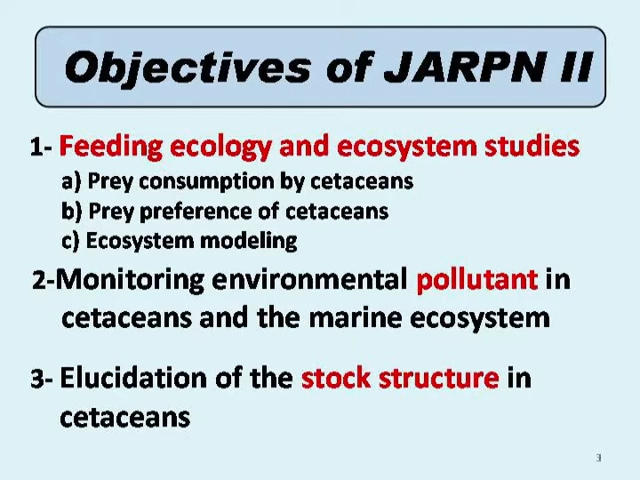 Objectives of JARPN II
1- Feeding ecology and ecosystem studies
a) Prey consumption by cetaceans
b) Prey preference of cetaceans
c) Ecosystem modeling
2-Monitoring environmental pollutant in
cetaceans and the marine ecosystem
3- Elucidation of the stock structure in
cetaceans
3